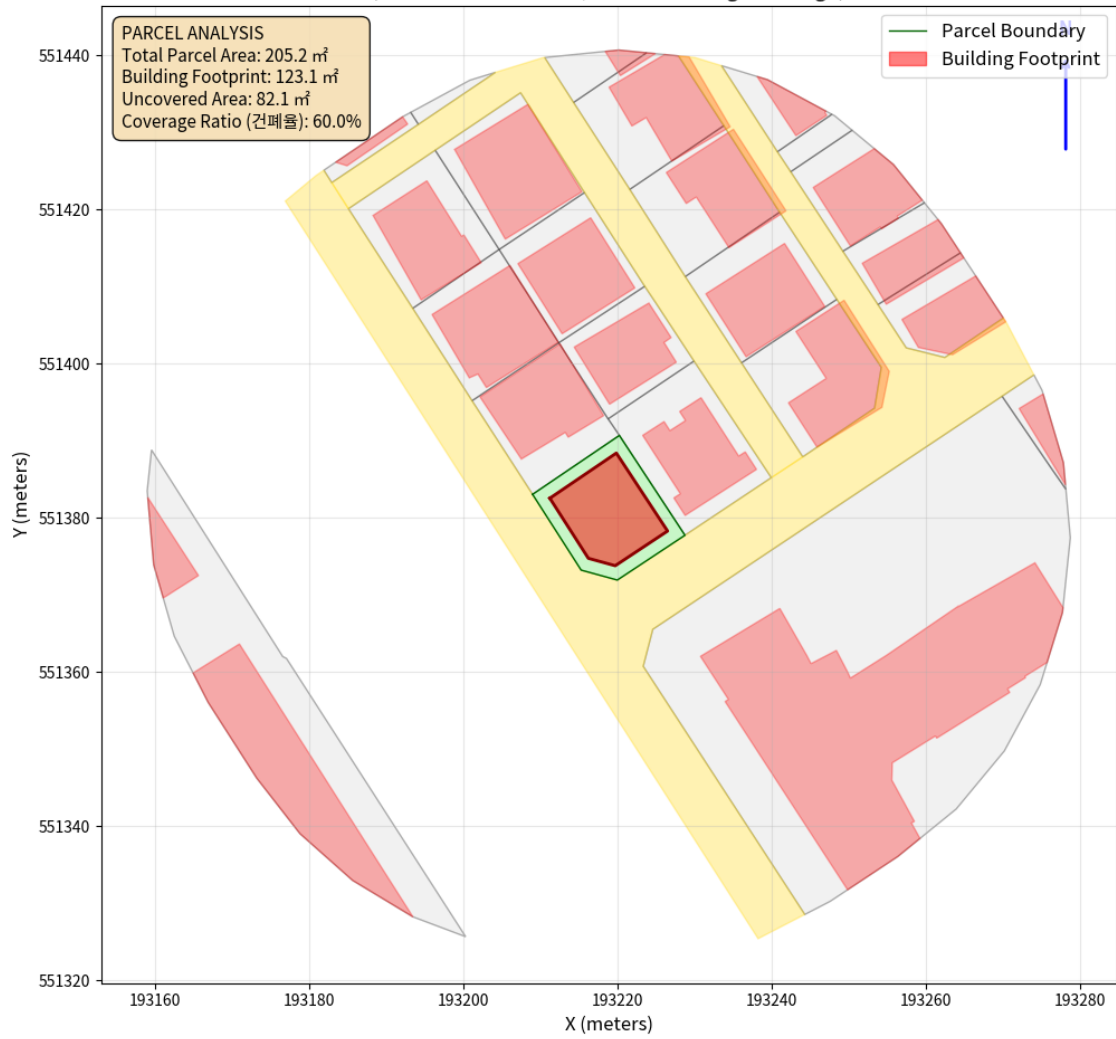 PARCEL ANALYSIS
Total Parcel Area: 205.2 ㎡
Building Footprint: 123.1 ㎡
Uncovered Area: 82.1 ㎡
Coverage Ratio (건폐율): 60.0%
Parcel Boundary
Building Footprint
N
551440
551420
551400
551380
551360
551340
551320
Y (meters)
193160 193180 193200 193220 193240 193260 193280
X (meters)